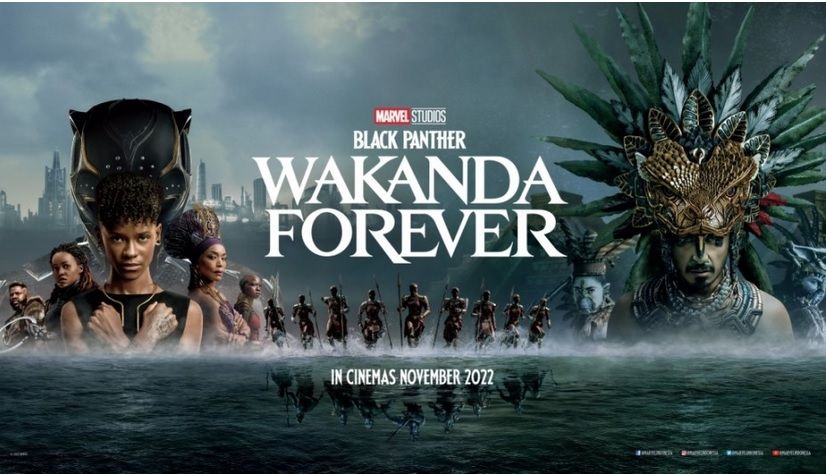 MARVEL STUDIOS
BLACK PANTHER
WAKANDA
FOREVER
IN CINEMAS NOVEMBER 2022